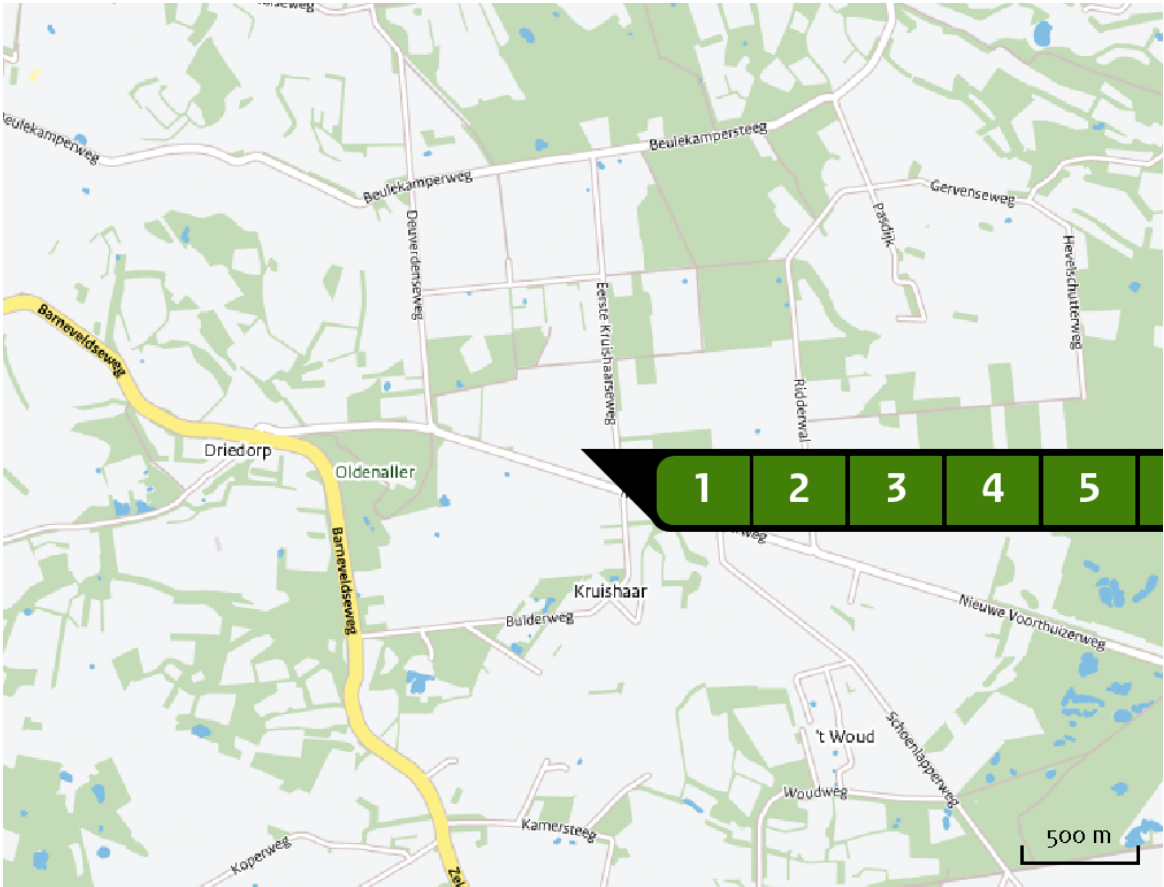 Beulekamperweg
Beulekampersteeg
Beulekamperweg
Gervenseweg
Deuverdenseweg
pasdijk
Hevelschutterweg
Eerste Kruishaarseweg
Barneveldseweg
Ridderwal
Driedorp
Oldenaller
1 2 3 4 5
Barneveldseweg
Kruishaar
Bulderweg
Nieuwe Voorthuizerweg
Schoenlapperweg
't Woud
Woudweg
Kamersteeg
500 m
Koperweg